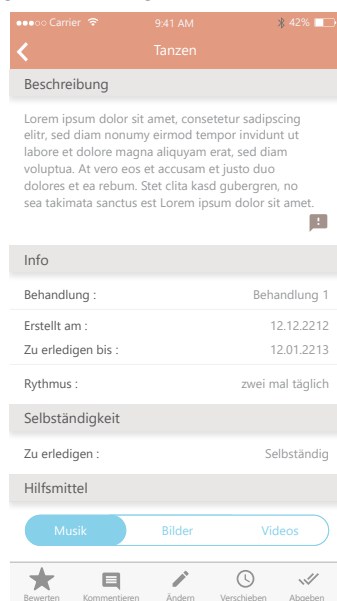 Carrier 9:41 AM 42%
Tanzen
Beschreibung
Lorem ipsum dolor sit amet, consetetur sadipscing
elitr, sed diam nonumy eirmod tempor invidunt ut
labore et dolore magna aliquyam erat, sed diam
voluptua. At vero eos et accusam et justo duo
dolores et ea rebum. Stet clita kasd gubergren, no
sea takimata sanctus est Lorem ipsum dolor sit amet.
Info
Behandlung : Behandlung 1
Erstellt am : 12.12.2212
Zu erledigen bis : 12.01.2213
Rythmus : zwei mal täglich
Selbständigkeit
Zu erledigen : Selbständig
Hilfsmittel
Musik Bilder Videos
Bewerten Kommentieren Ändern Verschieben Abgeben